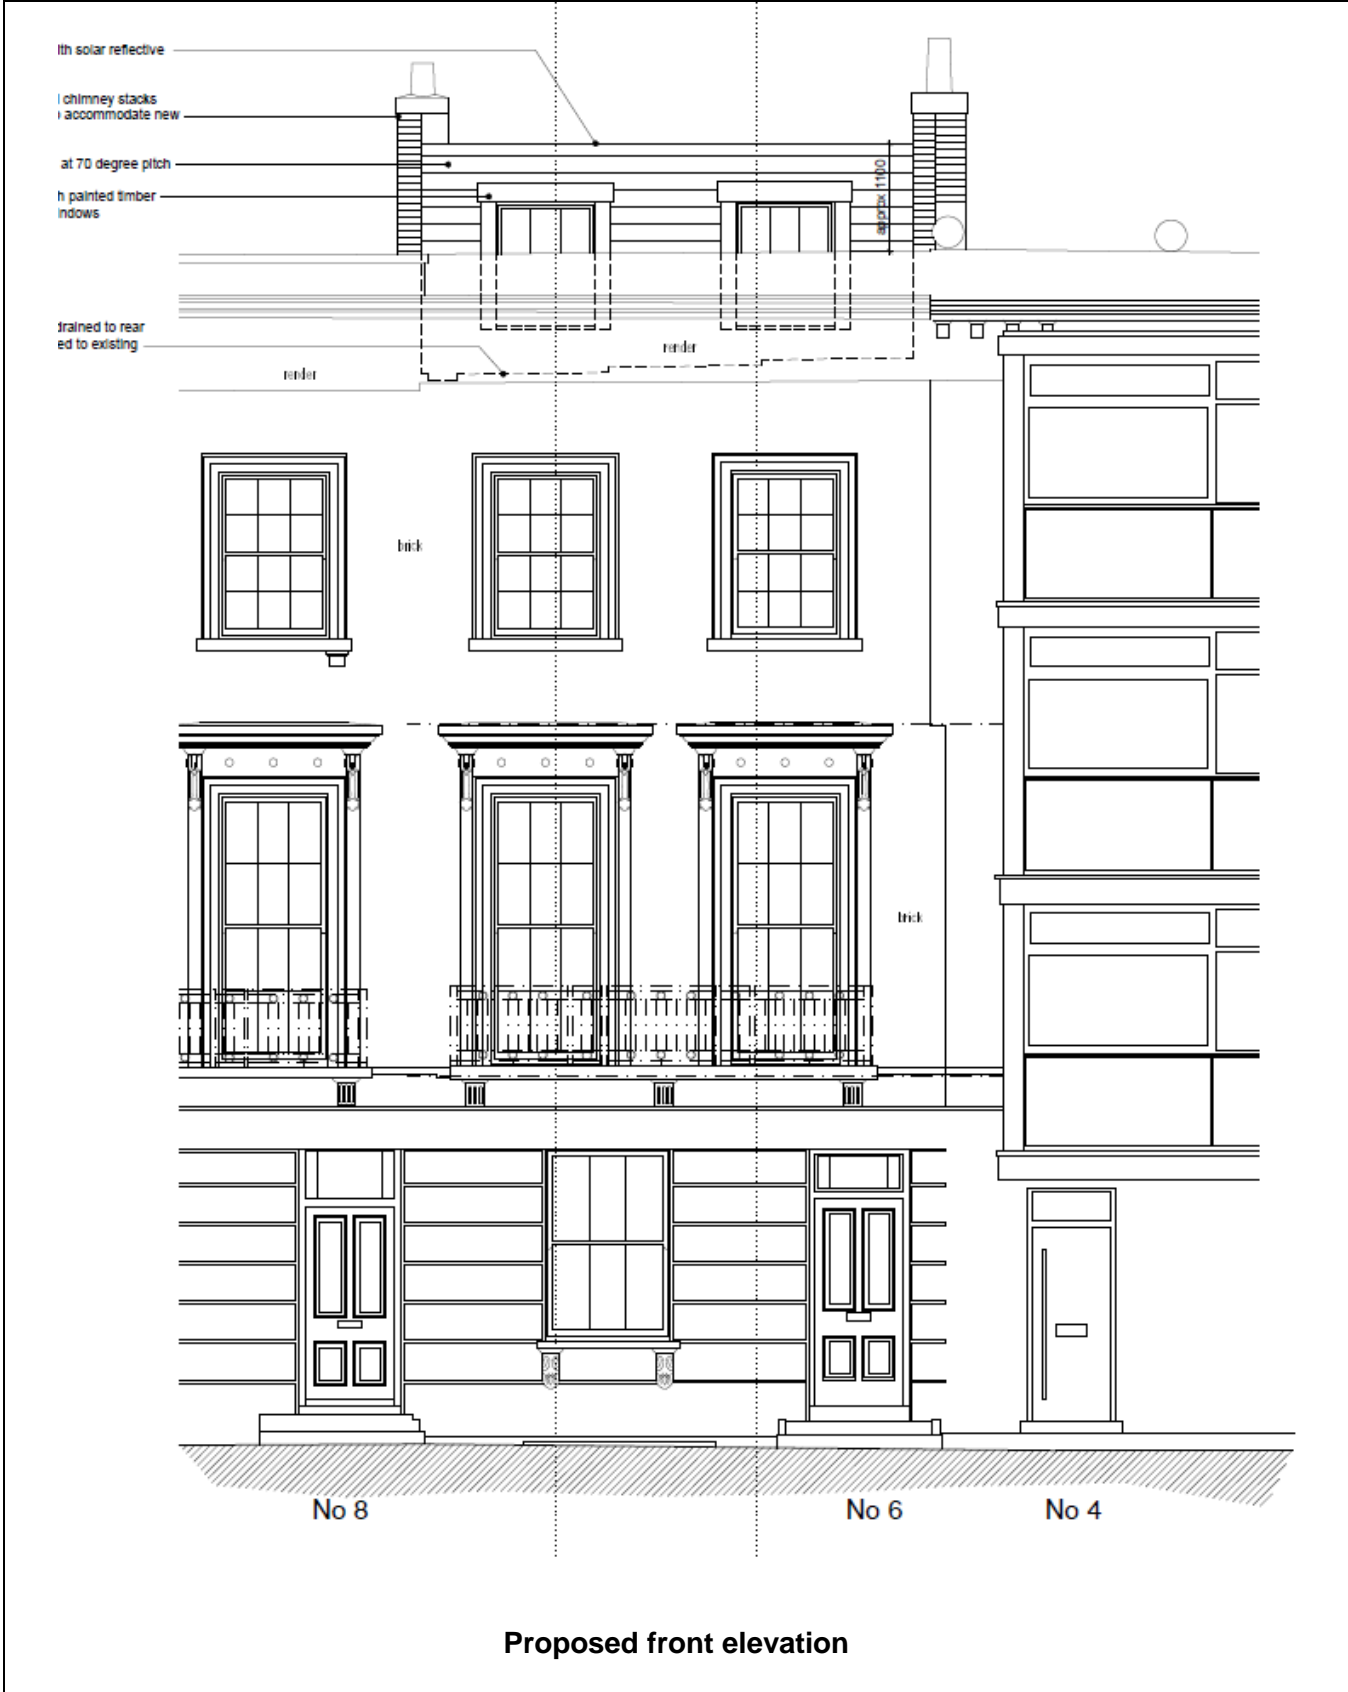 lth solar reflective
l chimney stacks
accommodate new
at 70 degree pitch
h painted timber
indows
approx 1100
drained to rear
ed to existing
render
render
brick
brick
No 8
No 6
No 4
Proposed front elevation